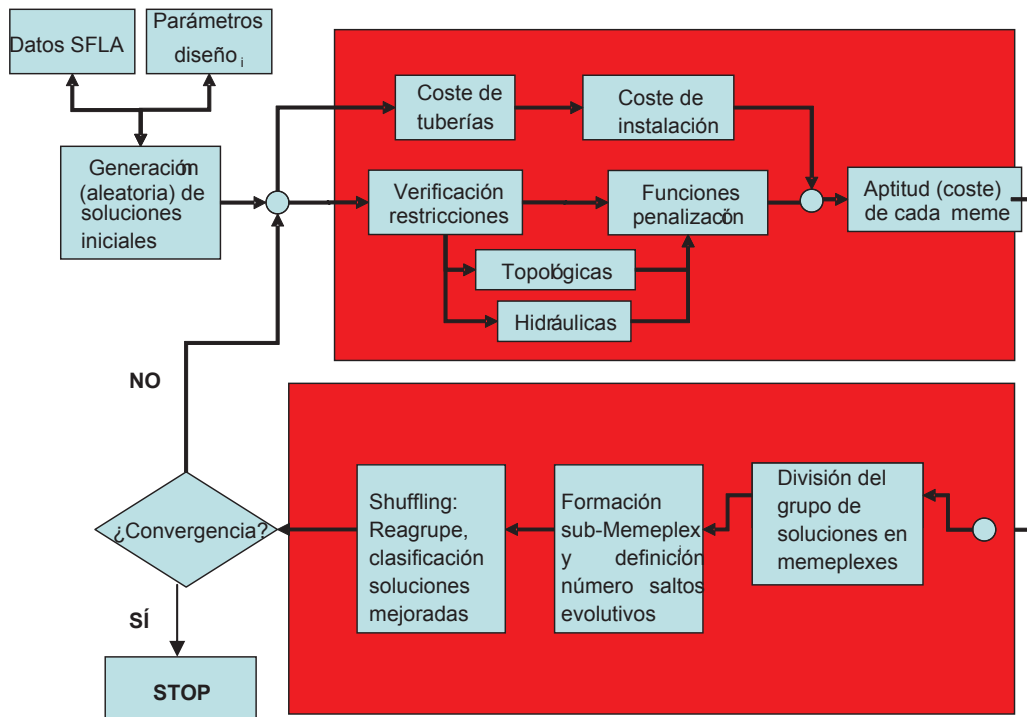 Datos SFLA
Parámetros
diseño i
Generación
(aleatoria) de
soluciones
iniciales
Coste de
tuberías
Coste de
instalación
Verificación
restricciones
Funciones
penalización
Topológicas
Hidráulicas
Aptitud (coste)
de cada meme
NO
¿Convergencia?
SÍ
STOP
Shuffling:
Reagrupe,
clasificación
soluciones
mejoradas
Formación
sub-Memeplex
y definición
número saltos
evolutivos
División del
grupo de
soluciones en
memeplexes